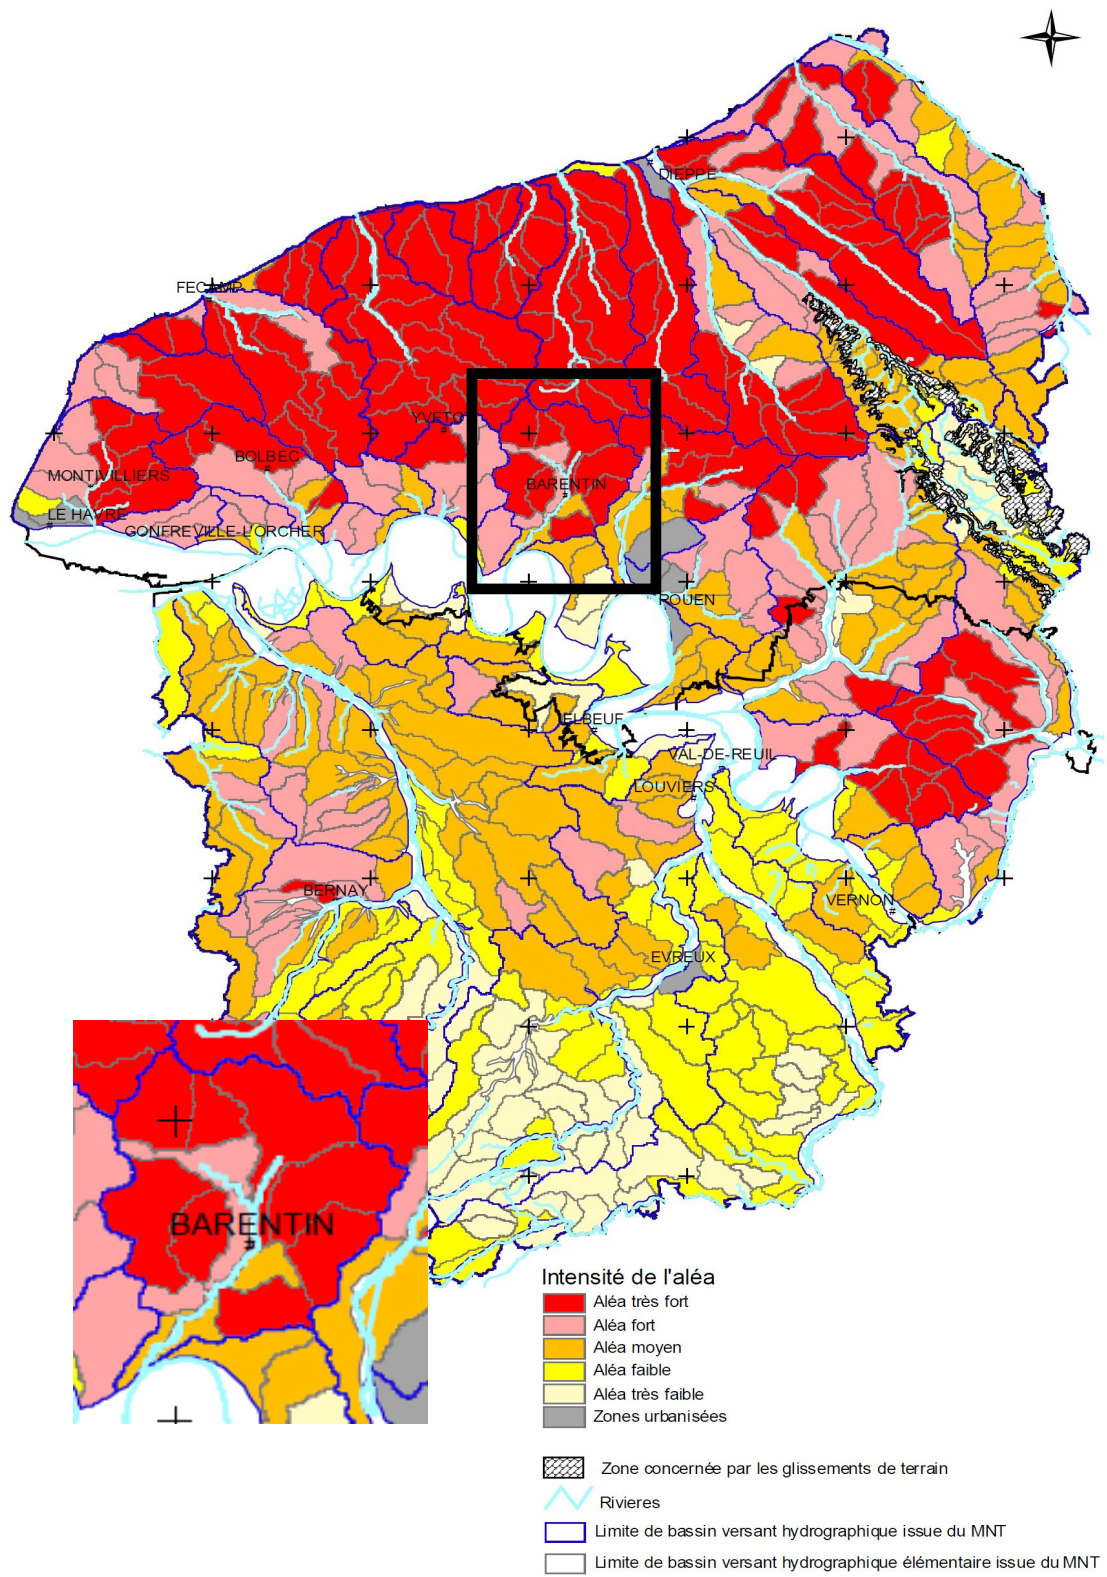 DIEPPE
FECAMP
YVETO
BOLBEC
MONTIVILLIERS
BARENTIN
LE HAVRE
GONFREVILLE-L'ORCHER
ROUEN
ELBEUF
VAL-DE-REUIL
LOUVIERS
BERNAY
VERNON
EVREUX
BARENTIN
Intensité de l'aléa
Aléa très fort
Aléa fort
Aléa moyen
Aléa faible
Aléa très faible
Zones urbanisées
Zone concernée par les glissements de terrain
Rivieres
Limite de bassin versant hydrographique issue du MNT
Limite de bassin versant hydrographique élémentaire issue du MNT